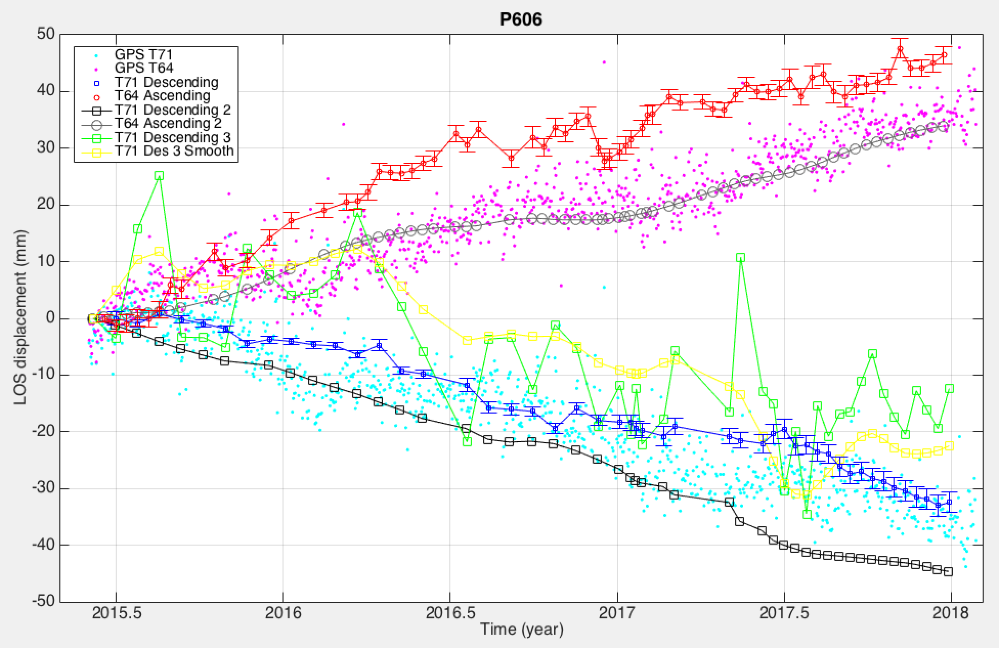 P606
50
40
30
20
10
0
-10
-20
-30
-40
-50
LOS displacement (mm)
GPS T71
GPS T64
T71 Descending
T64 Ascending
T71 Descending 2
T64 Ascending 2
T71 Descending 3
T71 Des 3 Smooth
2015.5 2016 2016.5 2017 2017.5 2018
Time (year)